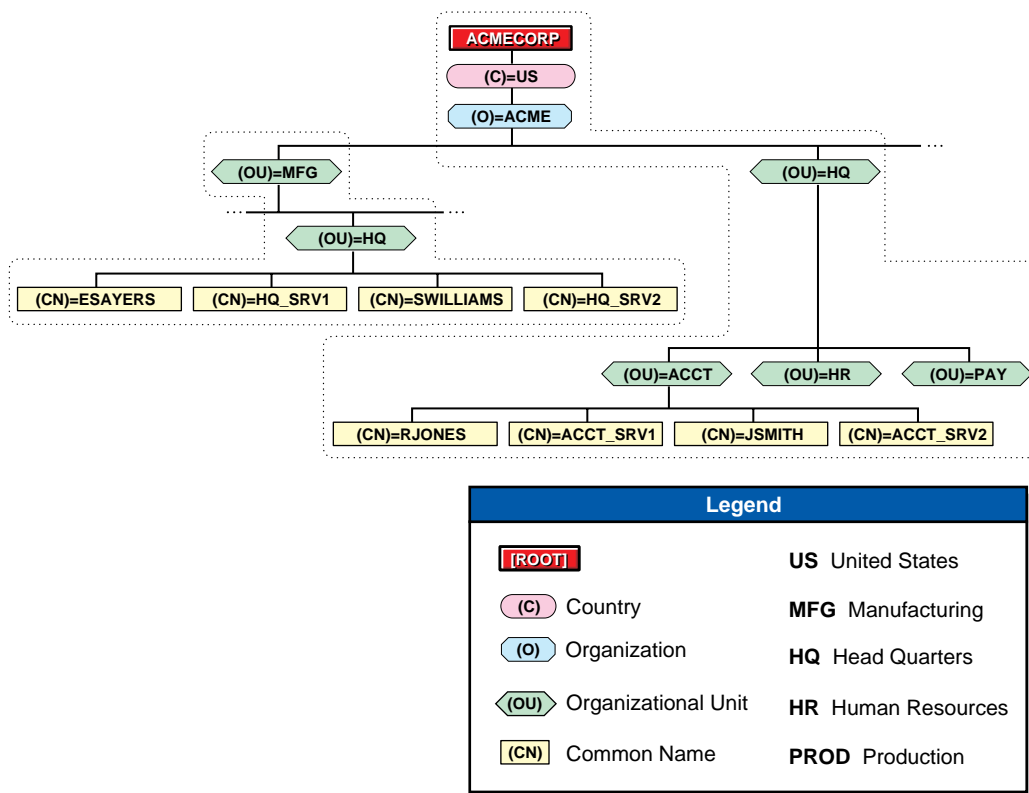 ACMECORP
(C)=US
(O)=ACME
...
(OU)=MFG
(OU)=HQ
... ...
(OU)=HQ
(CN)=ESAYERS (CN)=HQ_SRV1 (CN)=SWILLIAMS (CN)=HQ_SRV2
(OU)=ACCT (OU)=HR (OU)=PAY
(CN)=RJONES (CN)=ACCT_SRV1 (CN)=JSMITH (CN)=ACCT_SRV2
Legend
[ROOT]
(C) Country
(O) Organization
(OU) Organizational Unit
(CN) Common Name
US United States
MFG Manufacturing
HQ Head Quarters
HR Human Resources
PROD Production